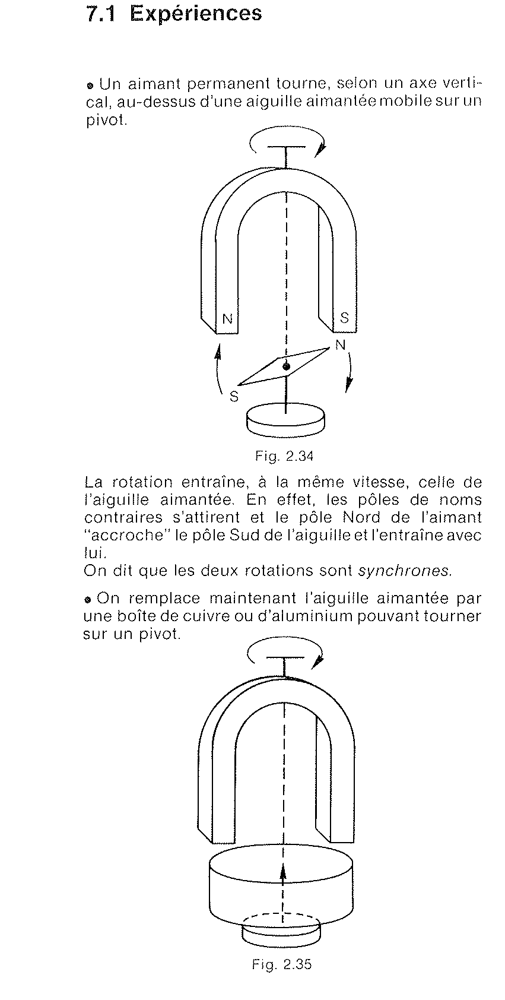 7.1 Expériences
• Un aimant permanent tourne, selon un axe verti-
cal, au-dessus d'une aiguille aimantée mobile sur un
pivot.
N
S
N
S
Fig. 2.34
La rotation entraîne, à la même vitesse, celle de
l'aiguille aimantée. En effet, les pôles de noms
contraires s'attirent et le pôle Nord de l'aimant
"accroche" le pôle Sud de l'aiguille et l'entraîne avec
lui.
On dit que les deux rotations sont synchrones.
• On remplace maintenant l'aiguille aimantée par
une boîte de cuivre ou d'aluminium pouvant tourner
sur un pivot.
Fig. 2.35